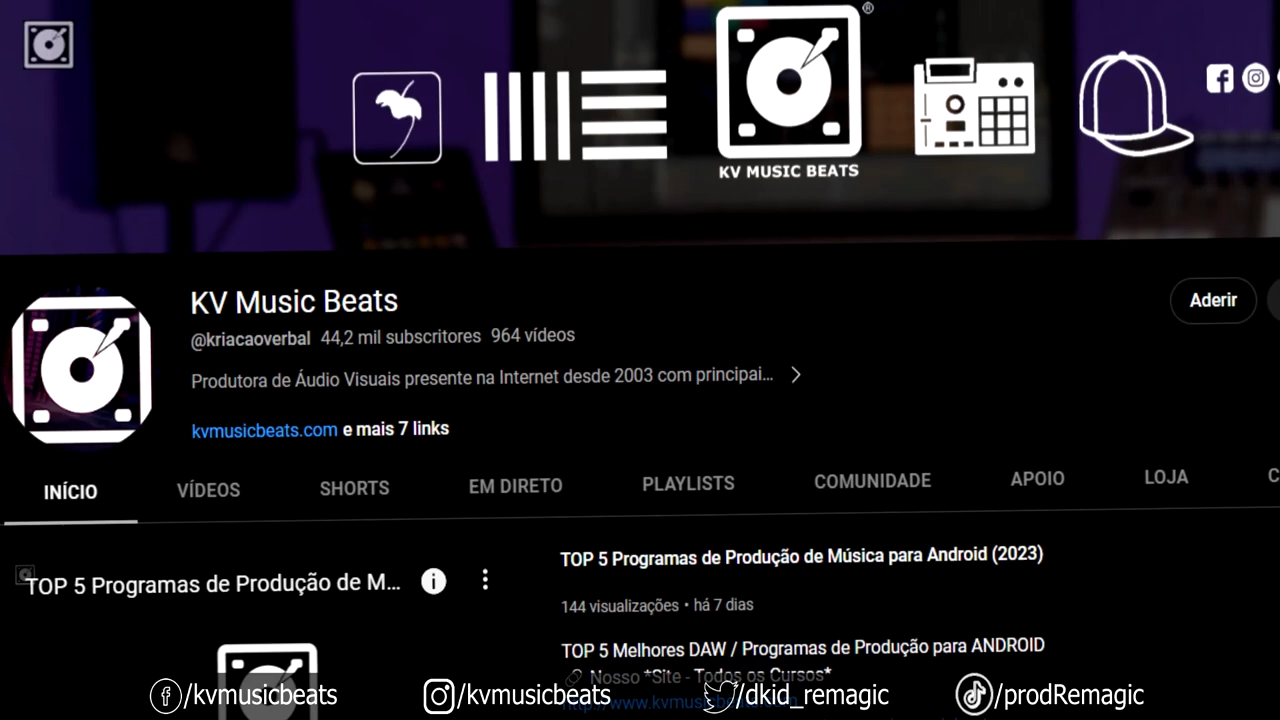 ®
KV MUSIC BEATS
KV Music Beats
@kriacaoverbal 44,2 mil subscritores 964 vídeos
Produtora de Áudio Visuais presente na Internet desde 2003 com principai...
kvmusicbeats.com e mais 7 links
Aderir
INÍCIO VÍDEOS SHORTS EM DIRETO PLAYLISTS COMUNIDADE APOIO LOJA C
TOP 5 Programas de Produção de M...
TOP 5 Programas de Produção de Música para Android (2023)
144 visualizações • há 7 dias
TOP 5 Melhores DAW / Programas de Produção para ANDROID
Nosso *Site - Todos os Cursos*
http://www.kvmusicbeats.com
/kvmusicbeats /kvmusicbeats /dkid_remagic /prodRemagic